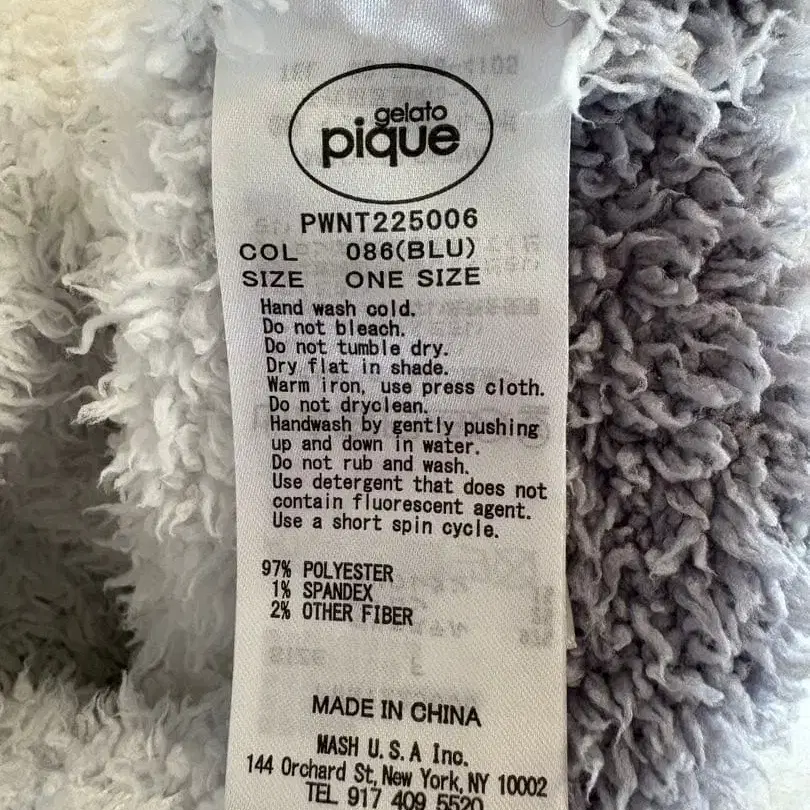 gelato
pique
PWNT225006
COL 086(BLU)
SIZE ONE SIZE
Hand wash cold.
Do not bleach.
Do not tumble dry.
Dry flat in shade.
Warm iron, use press cloth.
Do not dryclean.
Handwash by gently pushing
up and down in water.
Do not rub and wash.
Use detergent that does not
contain fluorescent agent.
Use a short spin cycle.
97% POLYESTER
1% SPANDEX
2% OTHER FIBER
MADE IN CHINA
MASH U.S.A Inc.
144 Orchard St, New York, NY 10002
TEL 917 409 5520